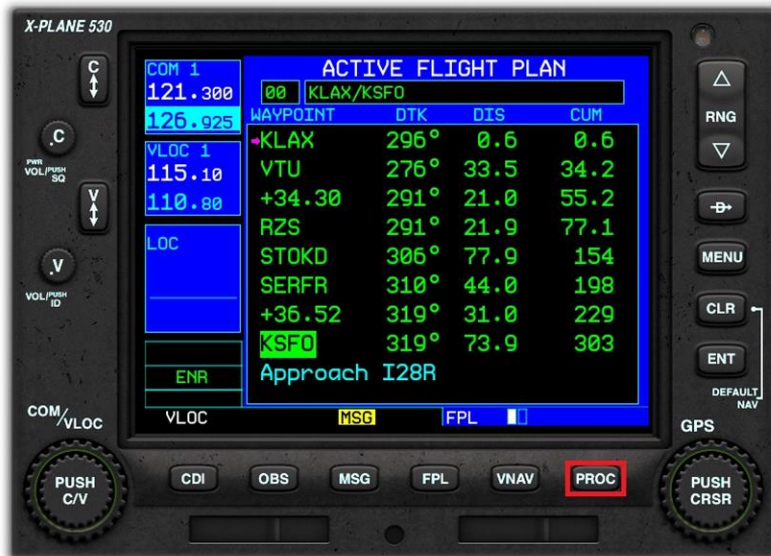 X-PLANE 530
C
.C
PWR
VOL/PUSH
SQ
V
.V
VOL/PUSH
ID
COM/VLOC
PUSH
C/V
COM 1
121.300
126.925
VLOC 1
115.10
110.80
LOC
ENR
VLOC
ACTIVE FLIGHT PLAN
00 KLAX/KSFO
WAYPOINT DTK DIS CUM
KLAX 296° 0.6 0.6
VTU 276° 33.5 34.2
+34.30 291° 21.0 55.2
RZS 291° 21.9 77.1
STOKD 306° 77.9 154
SERFR 310° 44.0 198
+36.52 319° 31.0 229
KSFO 319° 73.9 303
Approach I28R
MSG
FPL
CDI OBS MSG FPL VNAV PROC
RNG
D
MENU
CLR
ENT
DEFAULT
NAV
GPS
PUSH
CRSR